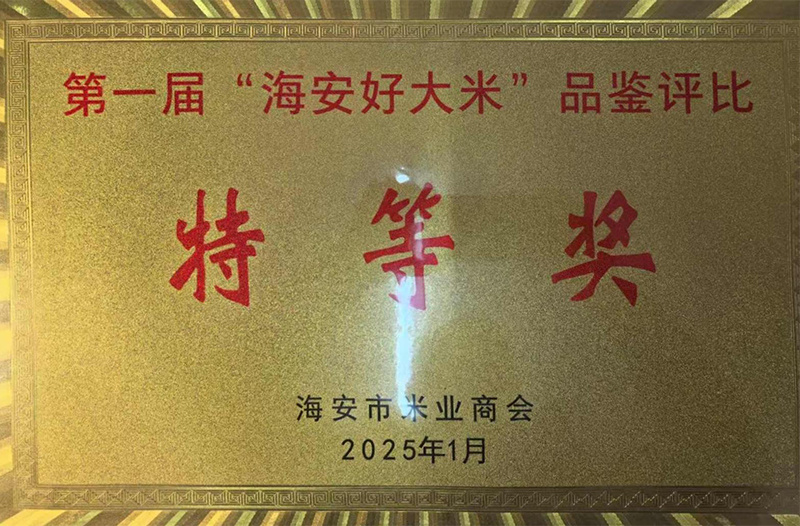 第一届“海安好大米”品鉴评比
特等奖
海安市米业商会
2025年1月